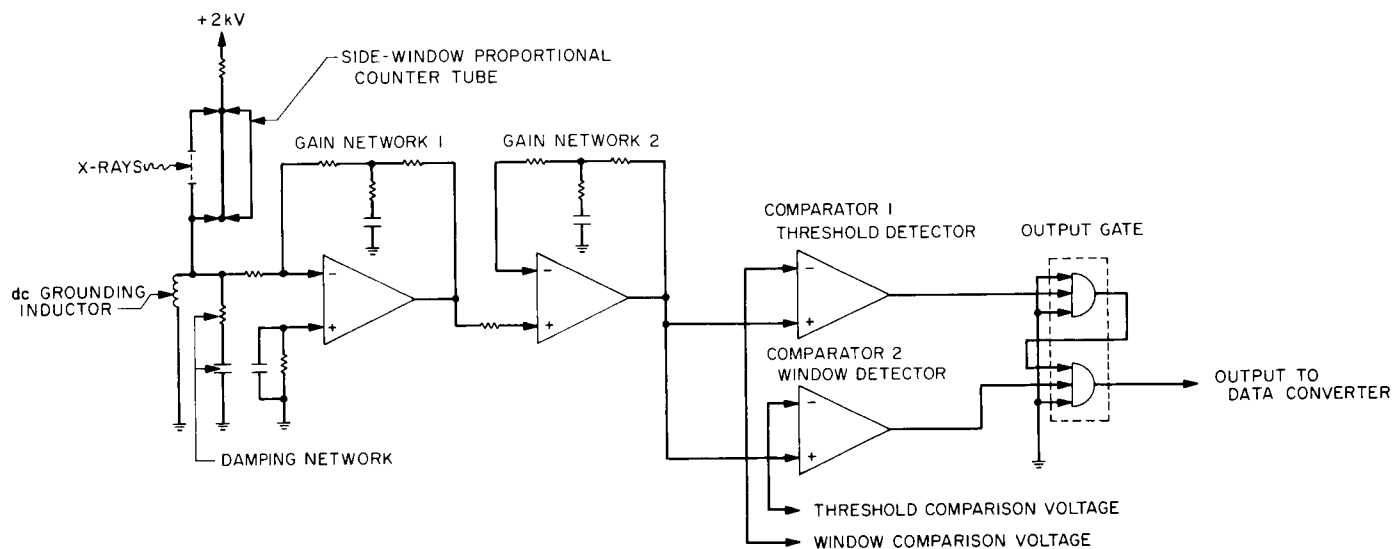 +2kV
SIDE-WINDOW PROPORTIONAL
COUNTER TUBE
GAIN NETWORK 1
GAIN NETWORK 2
X-RAYS
COMPARATOR 1
THRESHOLD DETECTOR
OUTPUT GATE
-
-
-
dc GROUNDING
INDUCTOR
+
+
+
COMPARATOR 2
WINDOW DETECTOR
-
OUTPUT TO
DATA CONVERTER
+
DAMPING NETWORK
THRESHOLD COMPARISON VOLTAGE
WINDOW COMPARISON VOLTAGE